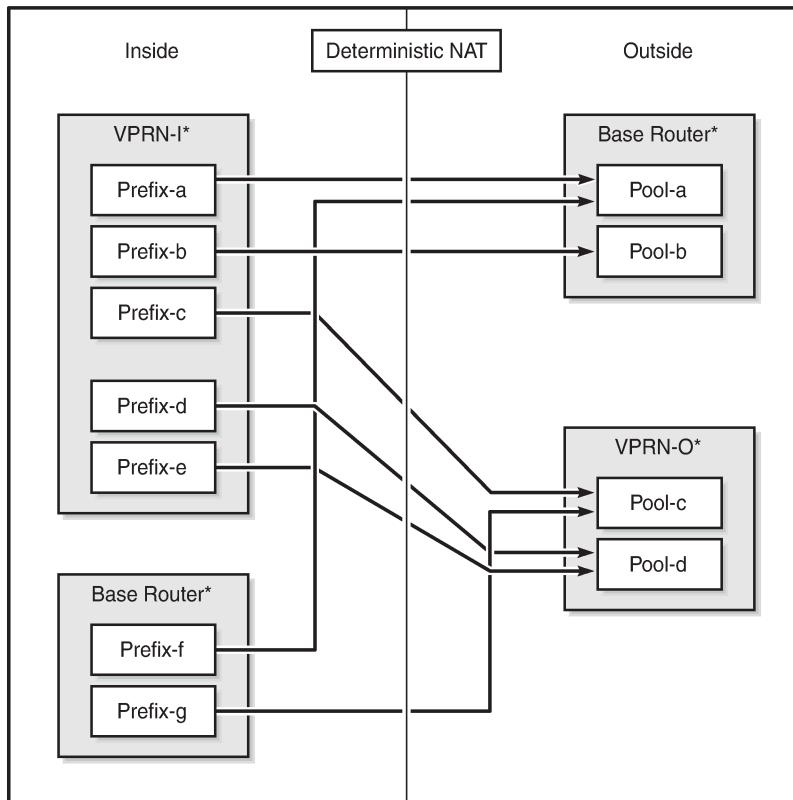 Inside
Deterministic NAT
Outside
VPRN-I*
Prefix-a
Prefix-b
Prefix-c
Prefix-d
Prefix-e
Base Router*
Prefix-f
Prefix-g
Base Router*
Pool-a
Pool-b
VPRN-O*
Pool-c
Pool-d